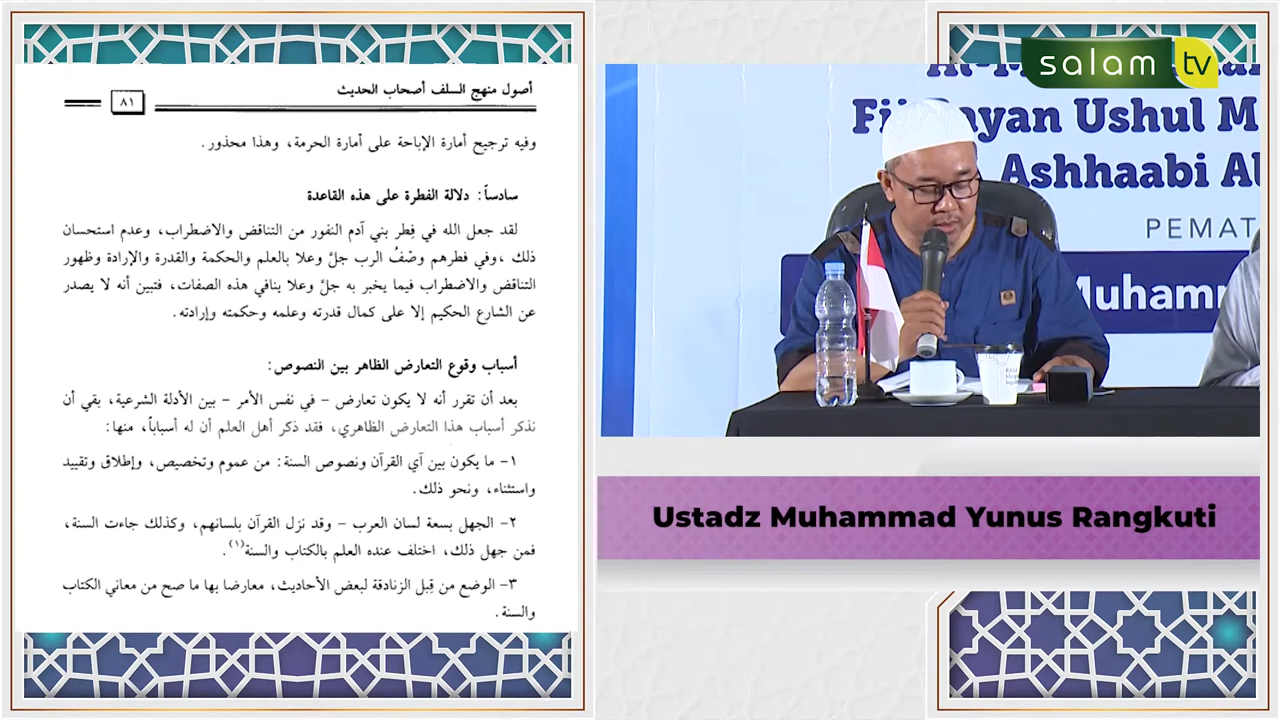 أصول منهج السلف أصحاب الحديث
٨١
وفيه ترجيح أمارة الإباحة على أمارة الحرمة، وهذا محذور.
سادساً: دلالة الفطرة على هذه القاعدة
لقد جعل الله في فِطر بني آدم النفور من التناقض والاضطراب، وعدم استحسان
ذلك ،وفي فطرهم وصْفُ الرب جلَّ وعلا بالعلم والحكمة والقدرة والإرادة وظهور
التناقض والاضطراب فيما يخبر به جلَّ وعلا ينافي هذه الصفات، فتبين أنه لا يصدر
عن الشارع الحكيم إلا على كمال قدرته وعلمه وحكمته وإرادته.
أسباب وقوع التعارض الظاهر بين النصوص:
بعد أن تقرر أنه لا يكون تعارض – في نفس الأمر – بين الأدلة الشرعية، بقي أن
نذكر أسباب هذا التعارض الظاهري، فقد ذكر أهل العلم أن له أسباباً، منها:
١– ما يكون بين آي القرآن ونصوص السنة: من عموم وتخصيص، وإطلاق وتقييد
واستثناء، ونحو ذلك.
٢– الجهل بسعة لسان العرب – وقد نزل القرآن بلسانهم، وكذلك جاءت السنة،
فمن جهل ذلك، اختلف عنده العلم بالكتاب والسنة(١).
٣– الوضع من قِبل الزنادقة لبعض الأحاديث، معارضا بها ما صح من معاني الكتاب
والسنة.
salam tv
Ushul M
Ashhaabi Al
PEMAT
Muhamm
Ustadz Muhammad Yunus Rangkuti